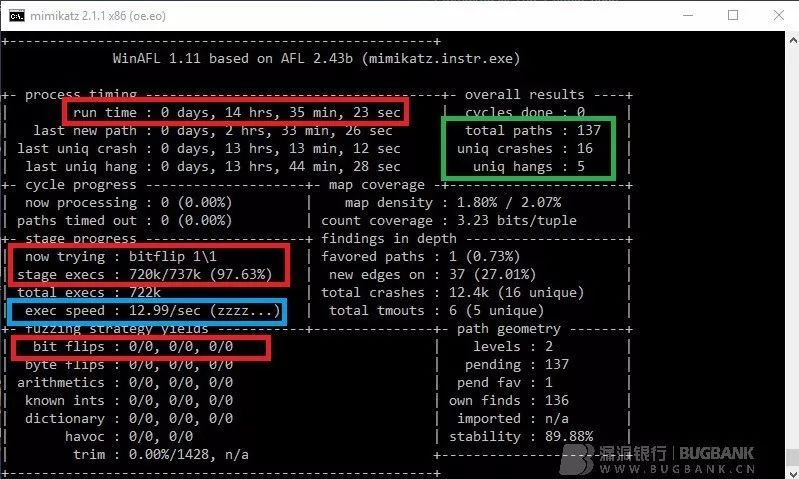 mimikatz 2.1.1 x86 (oe.eo)
WinAFL 1.11 based on AFL 2.43b (mimikatz.instr.exe)
+- process timing -+- overall results ----+
| run time : 0 days, 14 hrs, 35 min, 23 sec | cycles done : 0 |
| last new path : 0 days, 2 hrs, 33 min, 26 sec | total paths : 137 |
| last uniq crash : 0 days, 13 hrs, 13 min, 12 sec | uniq crashes : 16 |
| last uniq hang : 0 days, 13 hrs, 44 min, 28 sec | uniq hangs : 5 |
+- cycle progress -+- map coverage -+
| now processing : 0 (0.00%) | map density : 1.80% / 2.07% |
| paths timed out : 0 (0.00%) | count coverage : 3.23 bits/tuple |
+- stage progress -+ findings in depth -+
| now trying : bitflip 1\1 | favored paths : 1 (0.73%) |
| stage execs : 720k/737k (97.63%) | new edges on : 37 (27.01%) |
| total execs : 722k | total crashes : 12.4k (16 unique) |
| exec speed : 12.99/sec (zzzz...) | total tmouts : 6 (5 unique) |
+- fuzzing strategy yields -+- path geometry -+
| bit flips : 0/0, 0/0, 0/0 | levels : 2 |
| byte flips : 0/0, 0/0, 0/0 | pending : 137 |
| arithmetics : 0/0, 0/0, 0/0 | pend fav : 1 |
| known ints : 0/0, 0/0, 0/0 | own finds : 136 |
| dictionary : 0/0, 0/0, 0/0 | imported : n/a |
| havoc : 0/0, 0/0 | stability : 89.88% |
| trim : 0.00%/1428, n/a +-+
漏洞银行 | BUGBANK
WWW.BUGBANK.CN